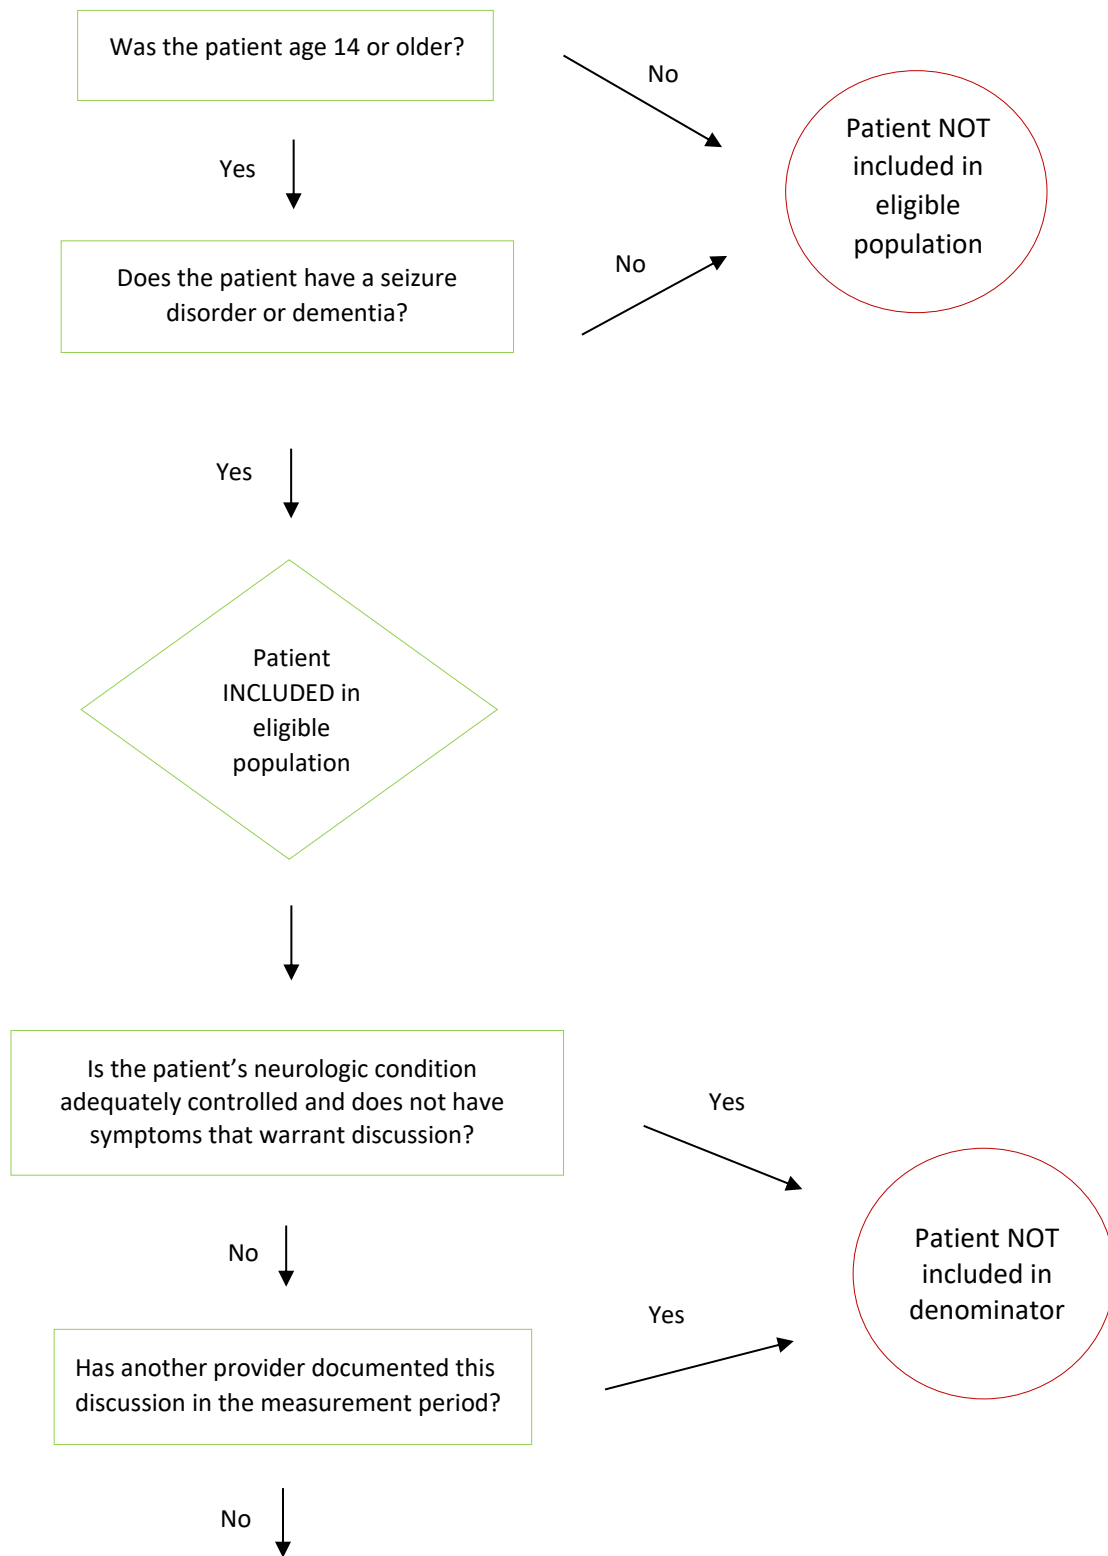 Was the patient age 14 or older?
No
Patient NOT
included in
eligible
population
Yes
Does the patient have a seizure
disorder or dementia?
No
Yes
Patient
INCLUDED in
eligible
population
Is the patient’s neurologic condition
adequately controlled and does not have
symptoms that warrant discussion?
Yes
Patient NOT
included in
denominator
No
Has another provider documented this
discussion in the measurement period?
Yes
No